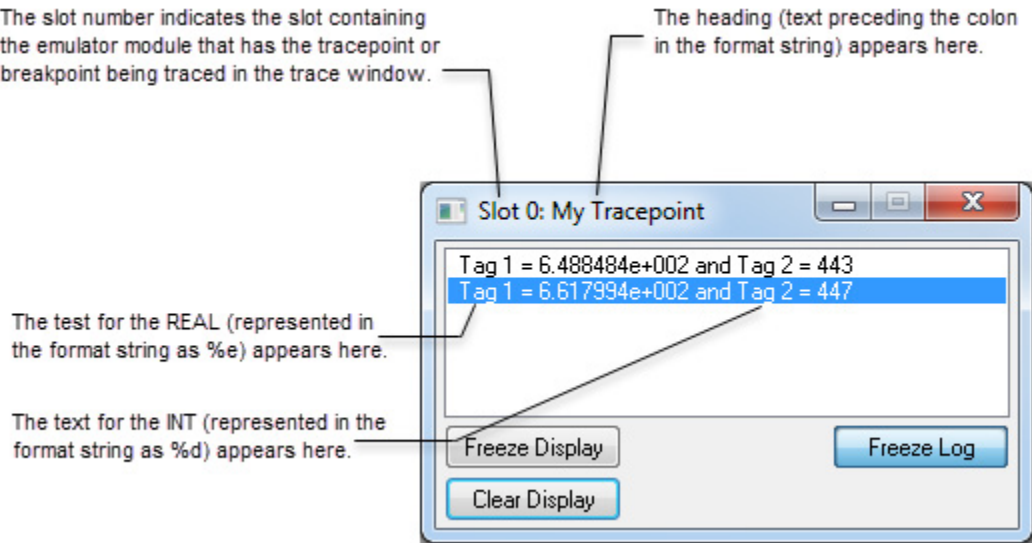 The slot number indicates the slot containing
the emulator module that has the tracepoint or
breakpoint being traced in the trace window.
The heading (text preceding the colon
in the format string) appears here.
Slot 0: My Tracepoint
Tag 1 = 6.488484e+002 and Tag 2 = 443
Tag 1 = 6.617994e+002 and Tag 2 = 447
The test for the REAL (represented in
the format string as %e) appears here.
The text for the INT (represented in the
format string as %d) appears here.
Freeze Display
Freeze Log
Clear Display